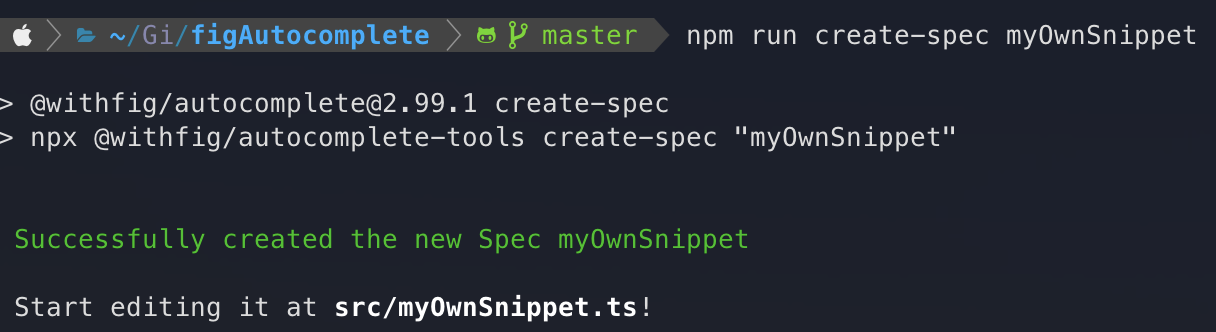 ~/Gi/figAutocomplete master npm run create-spec myOwnSnippet
> @withfig/autocomplete@2.99.1 create-spec
> npx @withfig/autocomplete-tools create-spec "myOwnSnippet"
Successfully created the new Spec myOwnSnippet
Start editing it at src/myOwnSnippet.ts!